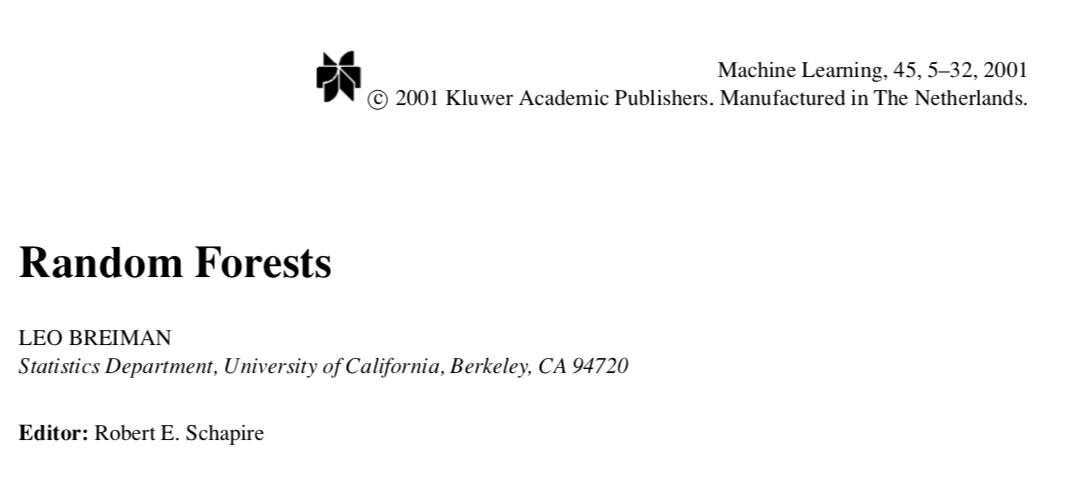 Machine Learning, 45, 5–32, 2001
© 2001 Kluwer Academic Publishers. Manufactured in The Netherlands.
Random Forests
LEO BREIMAN
Statistics Department, University of California, Berkeley, CA 94720
Editor: Robert E. Schapire